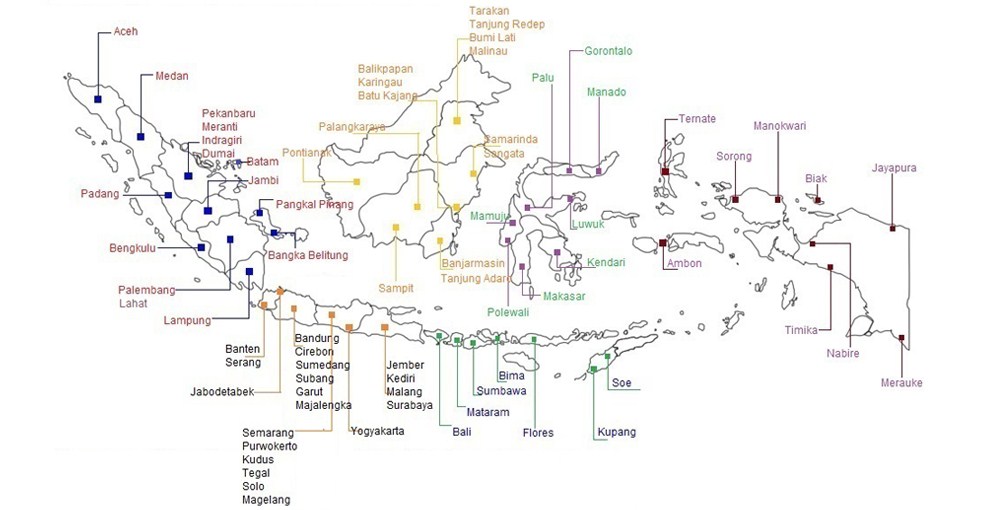 Tarakan
Tanjung Redep
Bumi Lati
Malinau
Aceh
Medan
Gorontalo
Balikpapan
Karingau
Batu Kajang
Palu
Manado
Pekanbaru
Meranti
Indragiri
Dumai
Palangkaraya
Ternate
Manokwari
Samarinda
Sangata
Pontianak
Batam
Sorong
Jayapura
Jambi
Biak
Padang
Pangkal Pinang
Mamuju
Luwuk
Bengkulu
Bangka Belitung
Banjarmasin
Tanjung Adaro
Kendari
Ambon
Palembang
Lahat
Sampit
Makasar
Lampung
Polewali
Timika
Nabire
Merauke
Banten
Serang
Bandung
Cirebon
Sumedang
Subang
Garut
Majalengka
Jember
Kediri
Malang
Surabaya
Jabodetabek
Bima
Sumbawa
Soe
Mataram
Semarang
Purwokerto
Kudus
Tegal
Solo
Magelang
Yogyakarta
Bali
Flores
Kupang